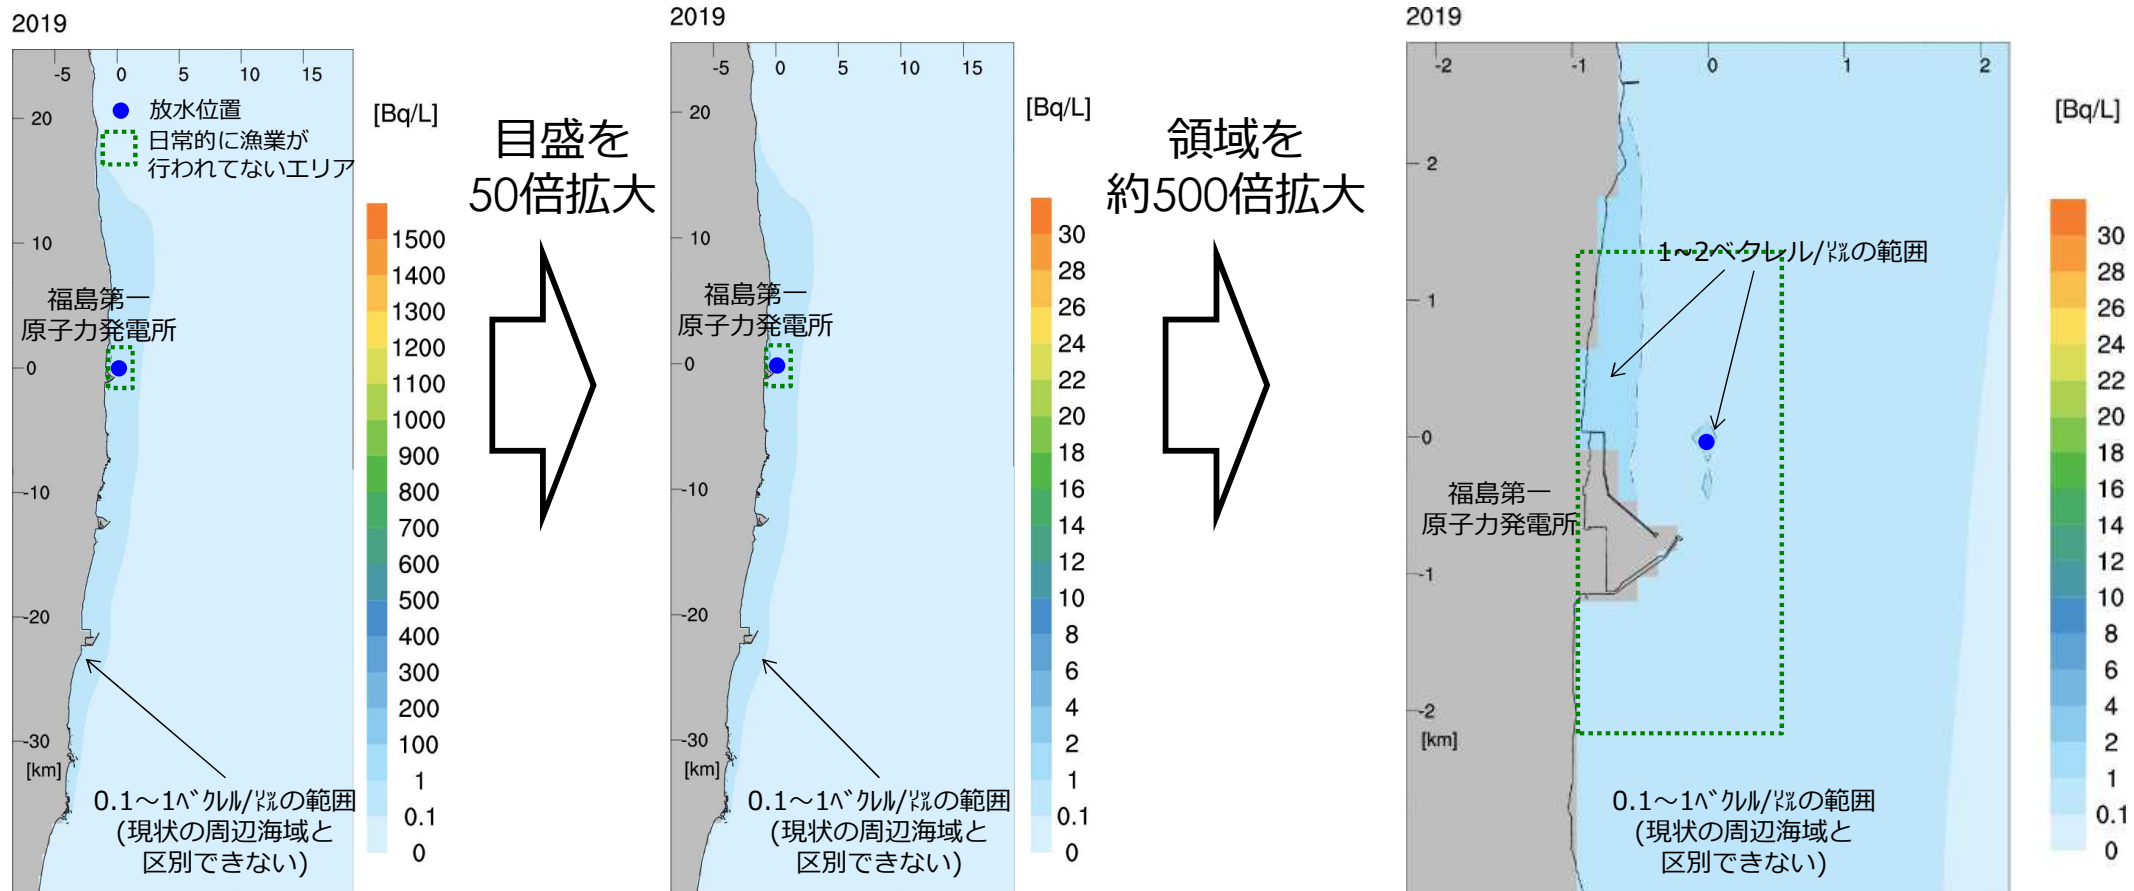 2019
-5 0 5 10 15
放水位置
日常的に漁業が
行われてないエリア
20
10
福島第一
原子力発電所
0
-10
-20
-30
[km]
0.1～1ﾍﾞｸﾚﾙ/㍑の範囲
(現状の周辺海域と
区別できない)
[Bq/L]
1500
1400
1300
1200
1100
1000
900
800
700
600
500
400
300
200
100
1
0.1
0
目盛を
50倍拡大
2019
-5 0 5 10 15
20
10
福島第一
原子力発電所
0
-10
-20
-30
[km]
0.1～1ﾍﾞｸﾚﾙ/㍑の範囲
(現状の周辺海域と
区別できない)
[Bq/L]
30
28
26
24
22
20
18
16
14
12
10
8
6
4
2
1
0.1
0
領域を
約500倍拡大
2019
-2 -1 0 1 2
2
1~2ベクレル/㍑の範囲
1
0
福島第一
原子力発電所
-1
-2
[km]
0.1～1ﾍﾞｸﾚﾙ/㍑の範囲
(現状の周辺海域と
区別できない)
[Bq/L]
30
28
26
24
22
20
18
16
14
12
10
8
6
4
2
1
0.1
0